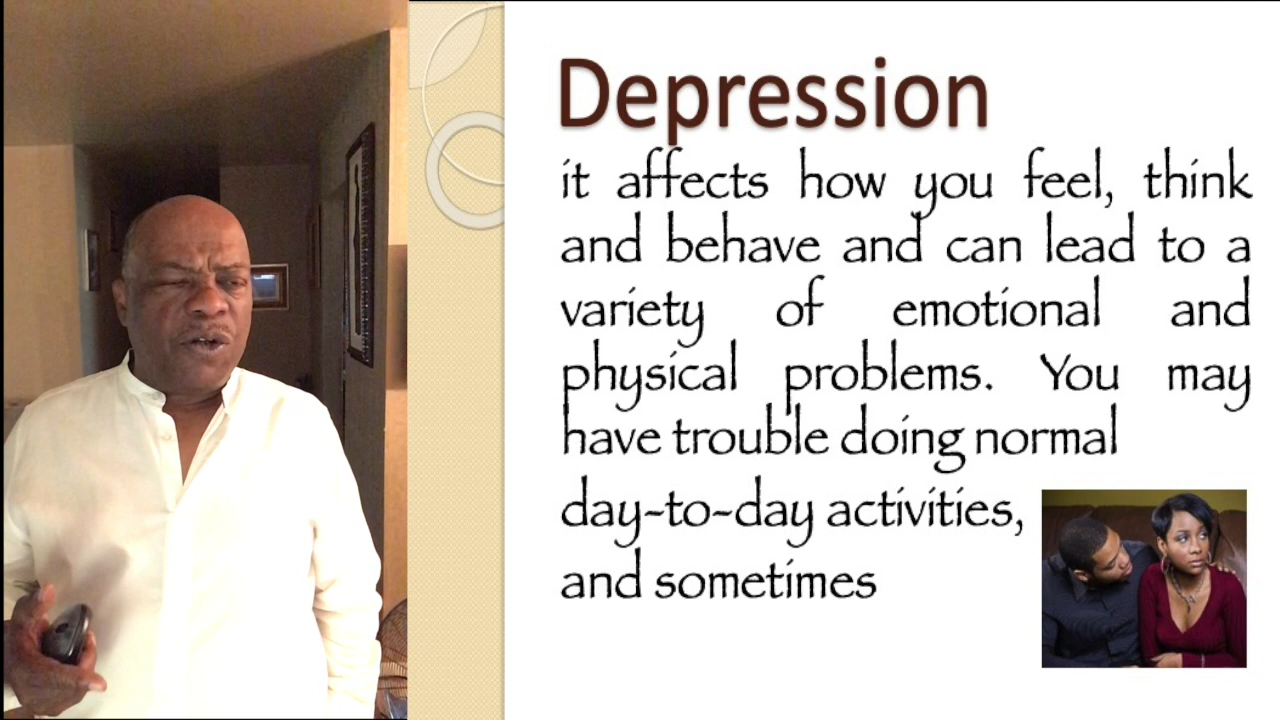 Depression
it affects how you feel, think
and behave and can lead to a
variety of emotional and
physical problems. You may
have trouble doing normal
day-to-day activities,
and sometimes